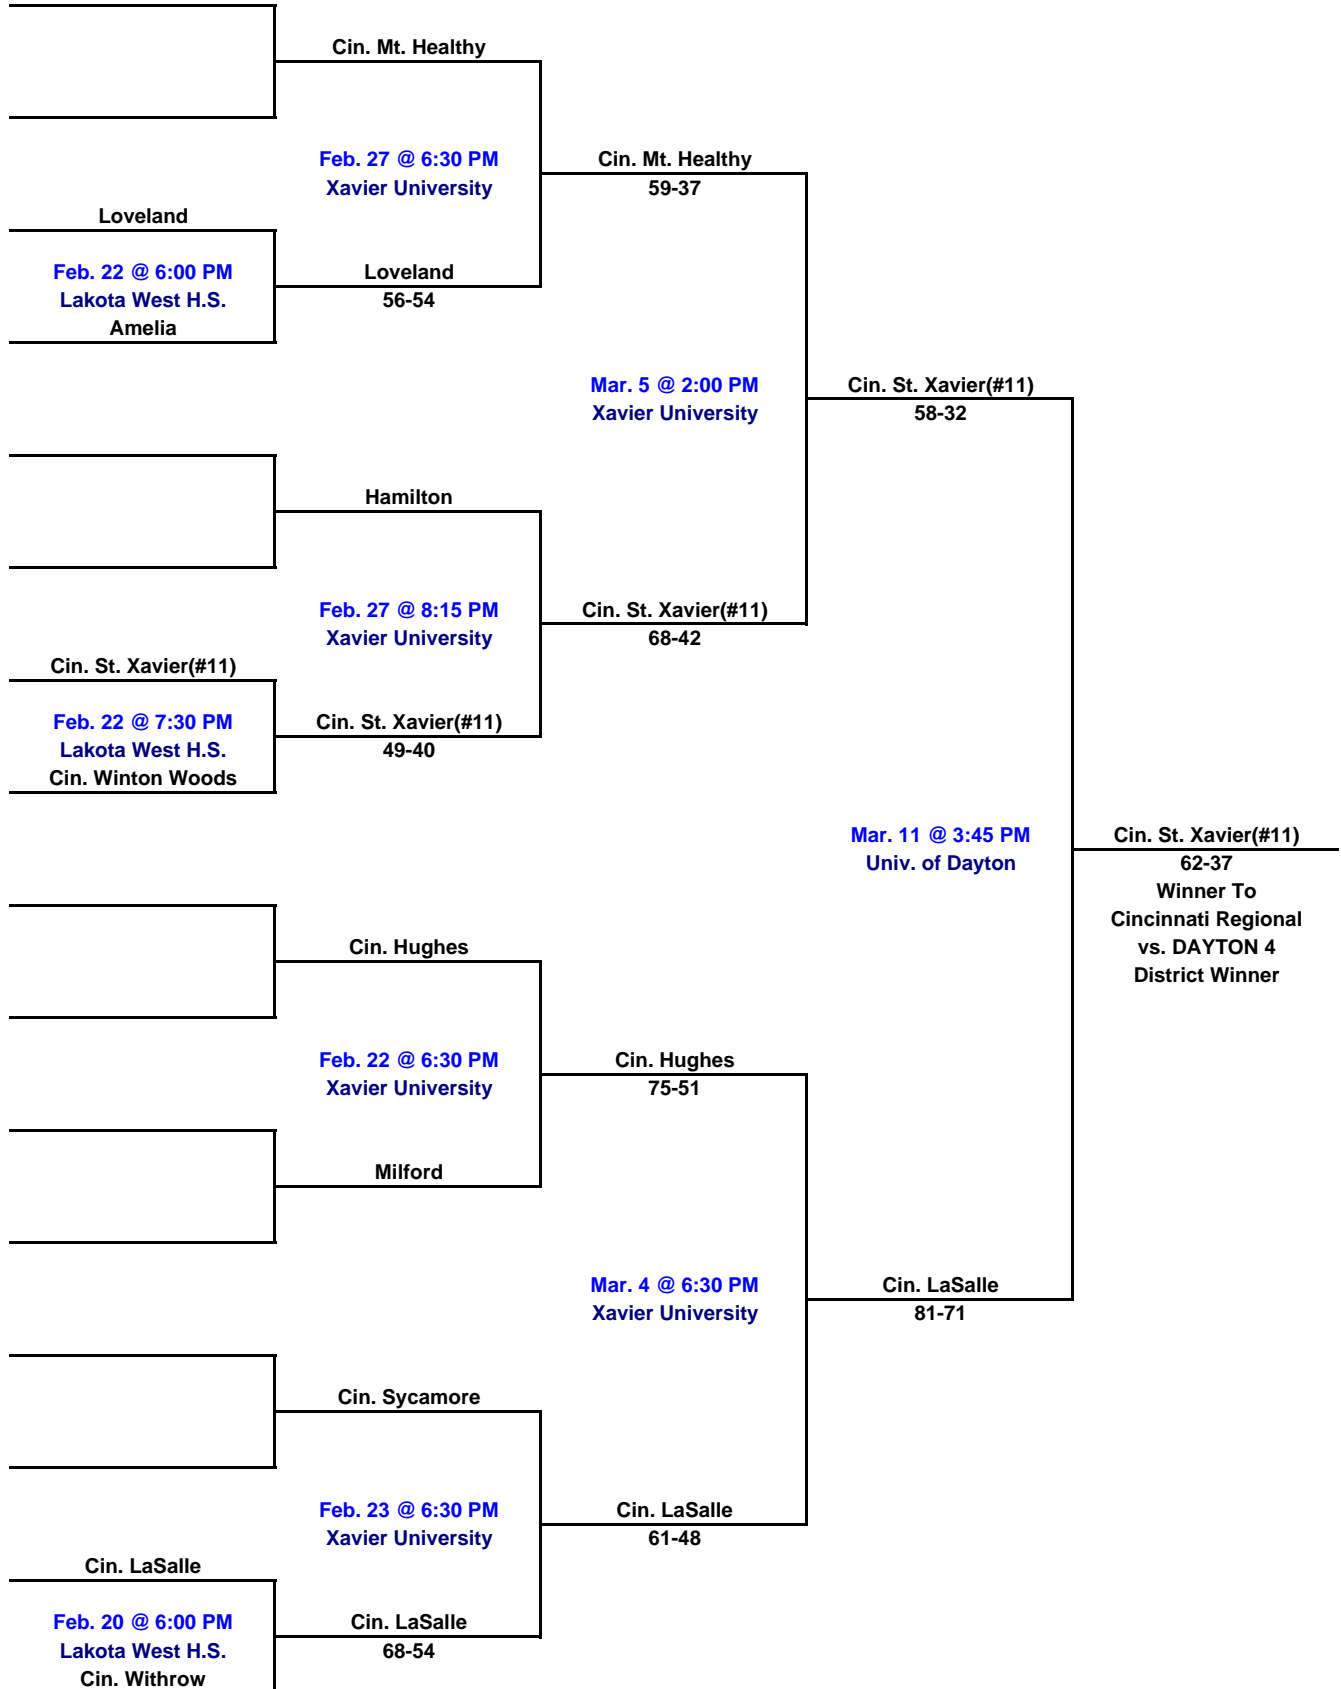 Cin. Mt. Healthy
Feb. 27 @ 6:30 PM
Xavier University
Cin. Mt. Healthy
59-37
Loveland
Feb. 22 @ 6:00 PM
Lakota West H.S.
Amelia
Loveland
56-54
Mar. 5 @ 2:00 PM
Xavier University
Cin. St. Xavier(#11)
58-32
Hamilton
Feb. 27 @ 8:15 PM
Xavier University
Cin. St. Xavier(#11)
68-42
Cin. St. Xavier(#11)
Feb. 22 @ 7:30 PM
Lakota West H.S.
Cin. Winton Woods
Cin. St. Xavier(#11)
49-40
Mar. 11 @ 3:45 PM
Univ. of Dayton
Cin. St. Xavier(#11)
62-37
Winner To
Cincinnati Regional
vs. DAYTON 4
District Winner
Cin. Hughes
Feb. 22 @ 6:30 PM
Xavier University
Cin. Hughes
75-51
Milford
Mar. 4 @ 6:30 PM
Xavier University
Cin. LaSalle
81-71
Cin. Sycamore
Feb. 23 @ 6:30 PM
Xavier University
Cin. LaSalle
61-48
Cin. LaSalle
Feb. 20 @ 6:00 PM
Lakota West H.S.
Cin. Withrow
Cin. LaSalle
68-54